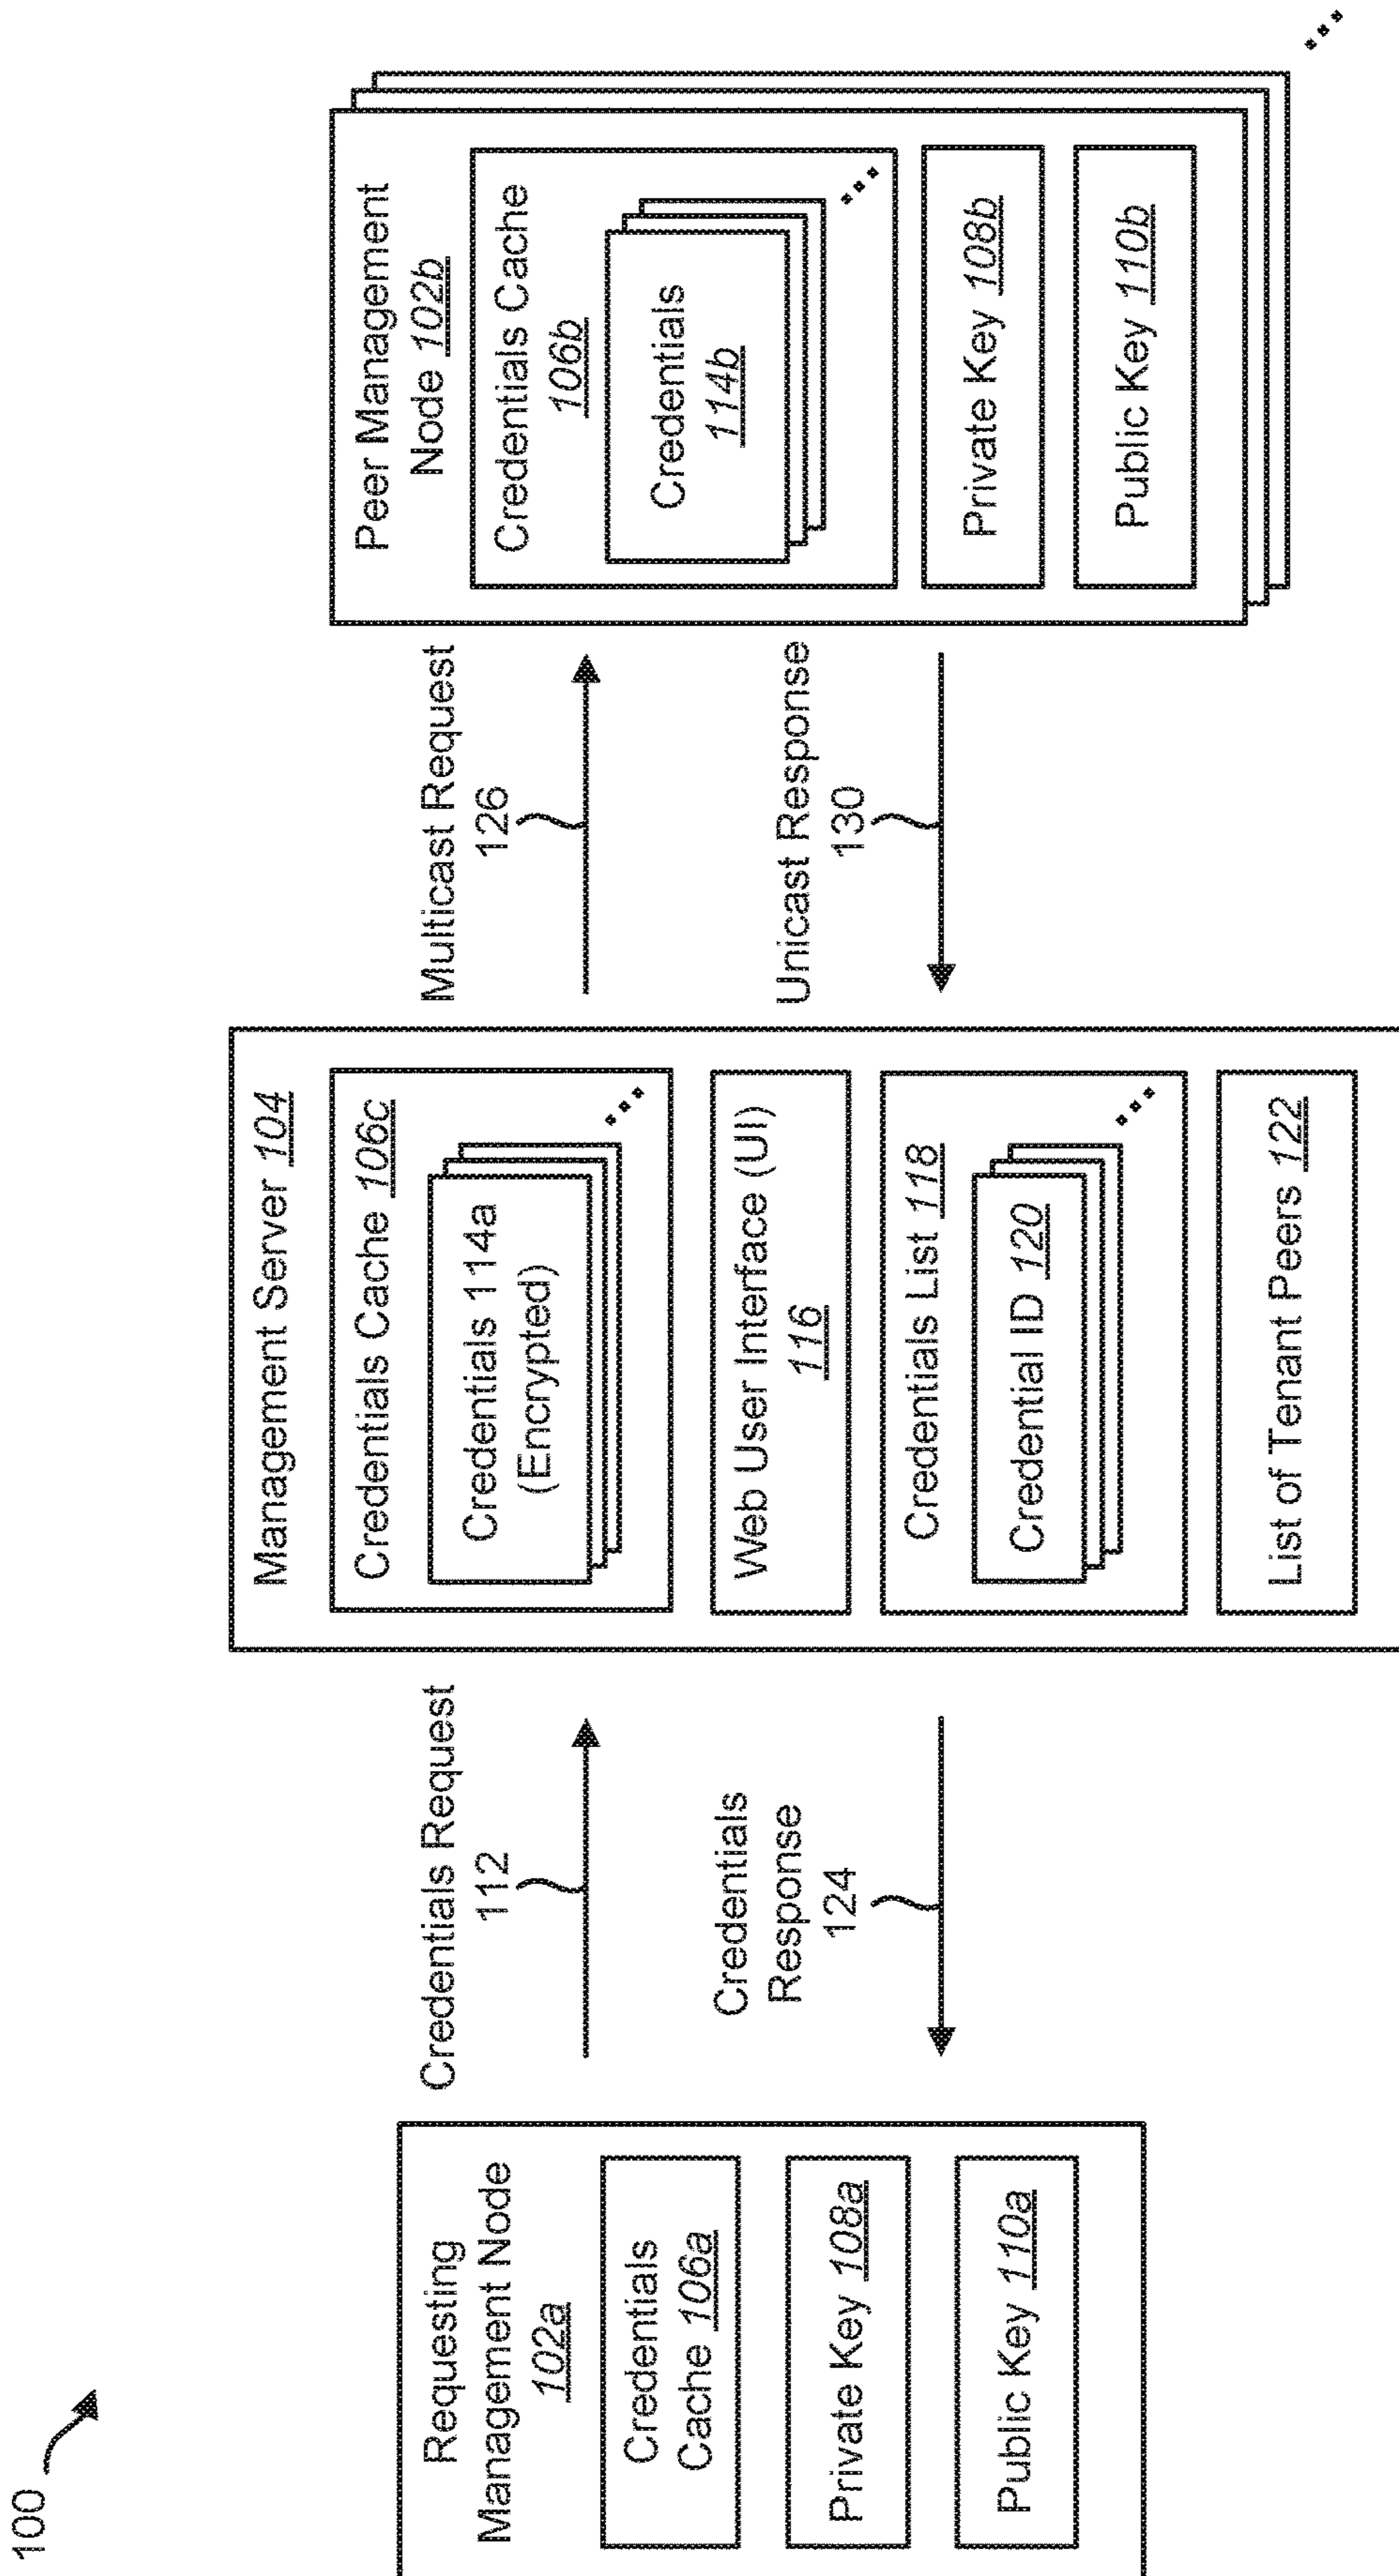 100
Requesting
Management Node
102a
Credentials
Cache 106a
Private Key 108a
Public Key 110a
Credentials Request
112
Credentials
Response
124
Management Server 104
Credentials Cache 106c
Credentials 114a
(Encrypted)
Web User Interface (UI)
116
Credentials List 118
Credential ID 120
List of Tenant Peers 122
Multicast Request
126
Unicast Response
130
Peer Management
Node 102b
Credentials Cache
106b
Credentials
114b
Private Key 108b
Public Key 110b